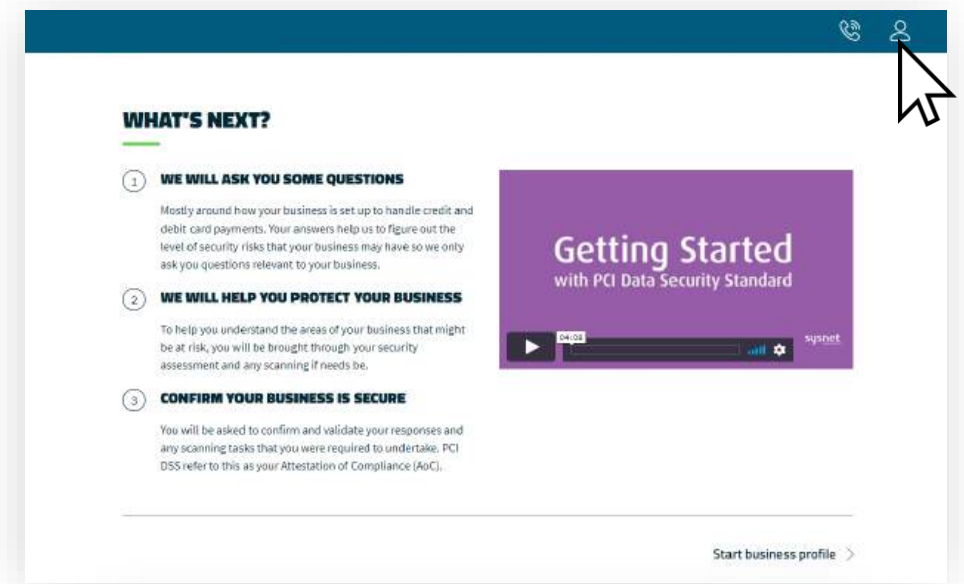 WHAT'S NEXT?
1 WE WILL ASK YOU SOME QUESTIONS
Mostly around how your business is set up to handle credit and
debit card payments. Your answers help us to figure out the
level of security risks that your business may have so we only
ask you questions relevant to your business.
2 WE WILL HELP YOU PROTECT YOUR BUSINESS
To help you understand the areas of your business that might
be at risk, you will be brought through your security
assessment and any scanning if needs be.
3 CONFIRM YOUR BUSINESS IS SECURE
You will be asked to confirm and validate your responses and
any scanning tasks that you were required to undertake. PCI
DSS refer to this as your Attestation of Compliance (AoC).
Getting Started
with PCI Data Security Standard
04:08
sysnet
Start business profile